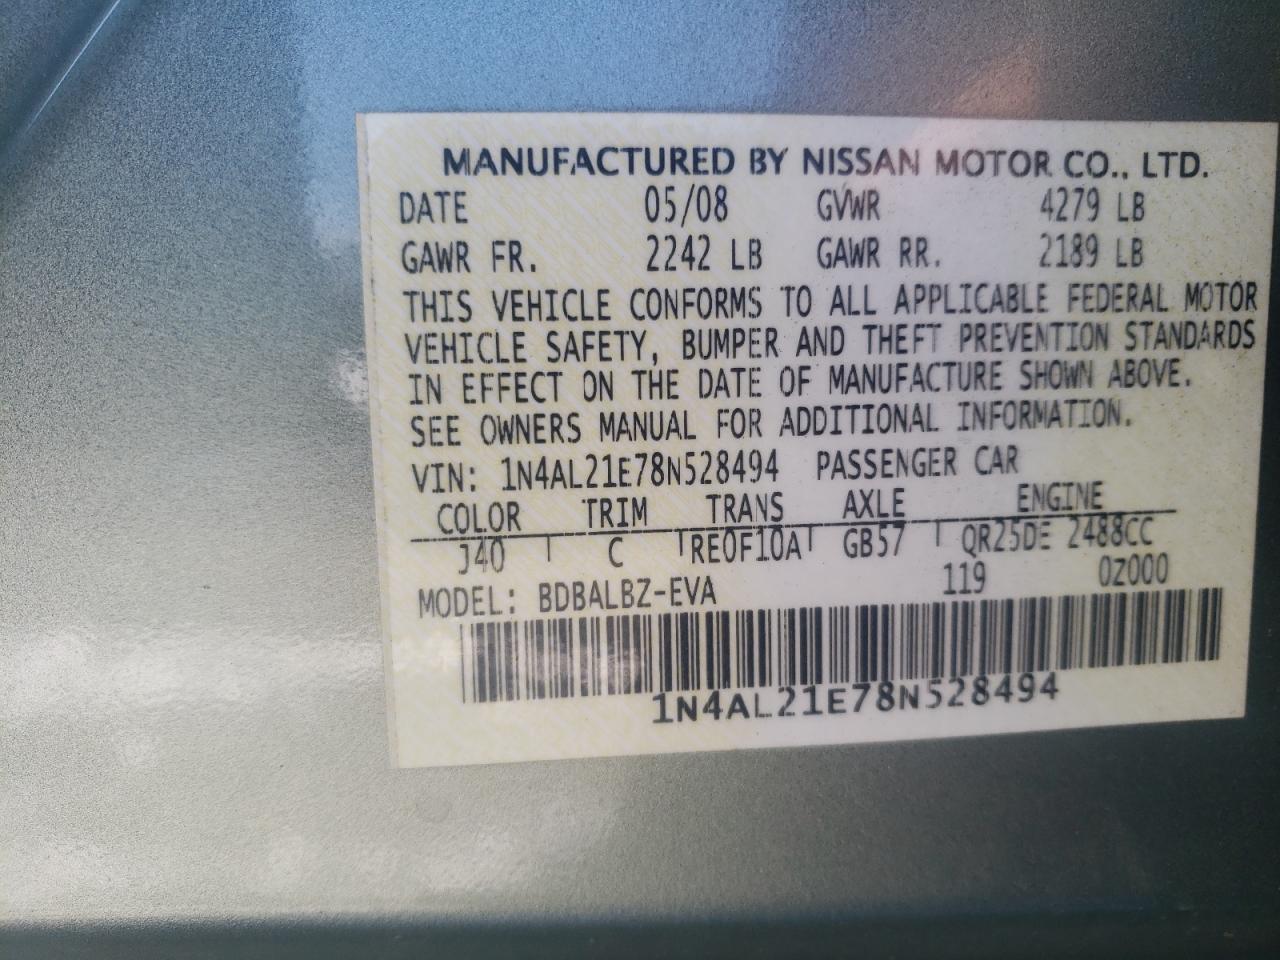 MANUFACTURED BY NISSAN MOTOR CO., LTD.
DATE 05/08 GVWR 4279 LB
GAWR FR. 2242 LB GAWR RR. 2189 LB
THIS VEHICLE CONFORMS TO ALL APPLICABLE FEDERAL MOTOR
VEHICLE SAFETY, BUMPER AND THEFT PREVENTION STANDARDS
IN EFFECT ON THE DATE OF MANUFACTURE SHOWN ABOVE.
SEE OWNERS MANUAL FOR ADDITIONAL INFORMATION.
VIN: 1N4AL21E78N528494 PASSENGER CAR
COLOR TRIM TRANS AXLE ENGINE
J40 C RE0F10A GB57 QR25DE 2488CC
119 0Z000
MODEL: BDBALBZ-EVA
1N4AL21E78N528494